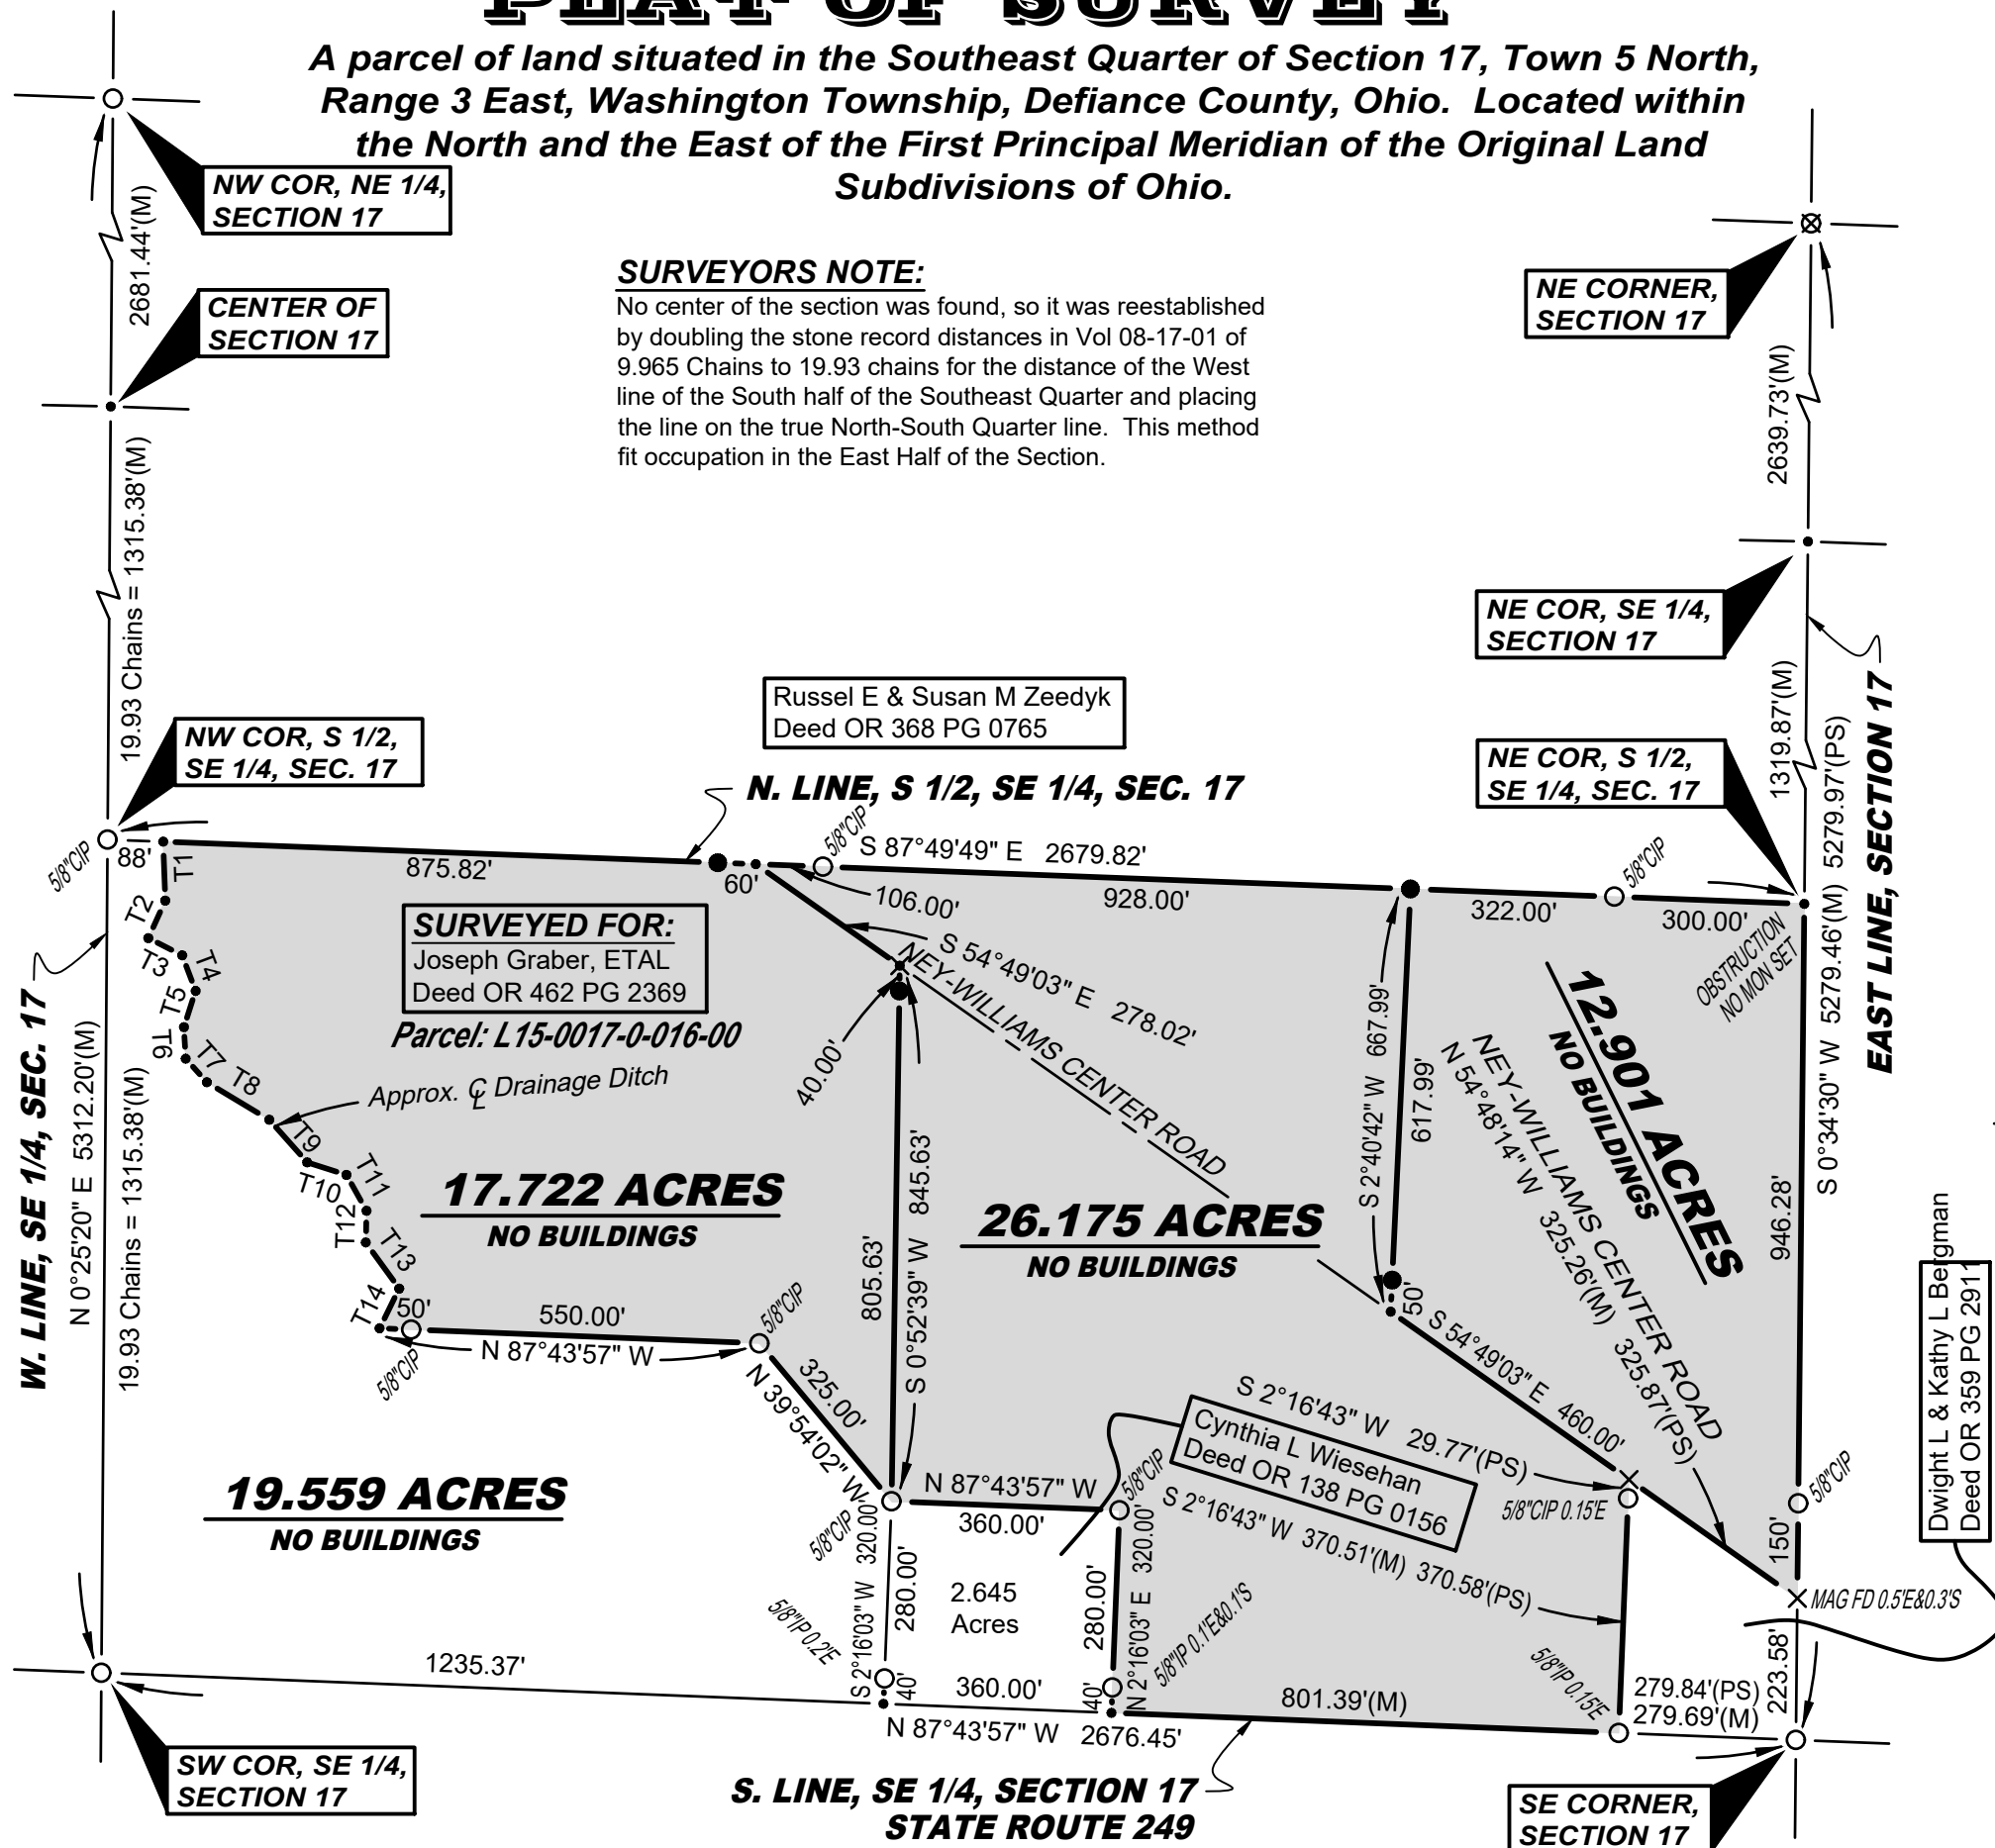 PLAT OF SURVEY
A parcel of land situated in the Southeast Quarter of Section 17, Town 5 North,
Range 3 East, Washington Township, Defiance County, Ohio. Located within
the North and the East of the First Principal Meridian of the Original Land
Subdivisions of Ohio.
NW COR, NE 1/4,
SECTION 17
2681.44'(M)
CENTER OF
SECTION 17
SURVEYORS NOTE:
No center of the section was found, so it was reestablished
by doubling the stone record distances in Vol 08-17-01 of
9.965 Chains to 19.93 chains for the distance of the West
line of the South half of the Southeast Quarter and placing
the line on the true North-South Quarter line. This method
fit occupation in the East Half of the Section.
NE CORNER,
SECTION 17
2639.73'(M)
19.93 Chains = 1315.38'(M)
NE COR, SE 1/4,
SECTION 17
Russel E & Susan M Zeedyk
Deed OR 368 PG 0765
NW COR, S 1/2,
SE 1/4, SEC. 17
NE COR, S 1/2,
SE 1/4, SEC. 17
1319.87'(M)
EAST LINE, SECTION 17
S 0°34'30" W 5279.46'(M) 5279.97'(PS)
N. LINE, S 1/2, SE 1/4, SEC. 17
5/8"CIP
88'
875.82'
60'
5/8"CIP
S 87°49'49" E 2679.82'
106.00'
928.00'
322.00'
5/8"CIP
300.00'
OBSTRUCTION
NO MON SET
T1
T2
T3
T4
T5
T6
T7
T8
T9
T10
T11
T12
T13
T14
SURVEYED FOR:
Joseph Graber, ETAL
Deed OR 462 PG 2369
Parcel: L15-0017-0-016-00
Approx. ℄ Drainage Ditch
S 54°49'03" E 278.02'
NEY-WILLIAMS CENTER ROAD
40.00'
S 2°40'42" W 667.99'
617.99'
12.901 ACRES
NO BUILDINGS
NEY-WILLIAMS CENTER ROAD
N 54°48'14" W 325.26'(M) 325.87'(PS)
946.28'
W. LINE, SE 1/4, SEC. 17
N 0°25'20" E 5312.20'(M)
19.93 Chains = 1315.38'(M)
17.722 ACRES
NO BUILDINGS
805.63'
S 0°52'39" W 845.63'
26.175 ACRES
NO BUILDINGS
50'
S 54°49'03" E 460.00'
Dwight L & Kathy L Bergman
Deed OR 359 PG 2911
50'
550.00'
5/8"CIP
5/8"CIP
N 87°43'57" W
325.00'
N 39°54'02" W
S 2°16'43" W 29.77'(PS)
Cynthia L Wiesehan
Deed OR 138 PG 0156
5/8"CIP 0.15'E
5/8"CIP
S 2°16'43" W 370.51'(M) 370.58'(PS)
150'
MAG FD 0.5'E&0.3'S
19.559 ACRES
NO BUILDINGS
N 87°43'57" W
360.00'
5/8"CIP
5/8"CIP
S 2°16'03" W 320.00'
280.00'
2.645
Acres
280.00'
N 2°16'03" E 320.00'
5/8"IP 0.2'E
5/8"IP 0.1'E&0.1'S
5/8"IP 0.15'E
1235.37'
40'
360.00'
40'
801.39'(M)
279.84'(PS)
279.69'(M)
223.58'
N 87°43'57" W 2676.45'
SW COR, SE 1/4,
SECTION 17
S. LINE, SE 1/4, SECTION 17
STATE ROUTE 249
SE CORNER,
SECTION 17